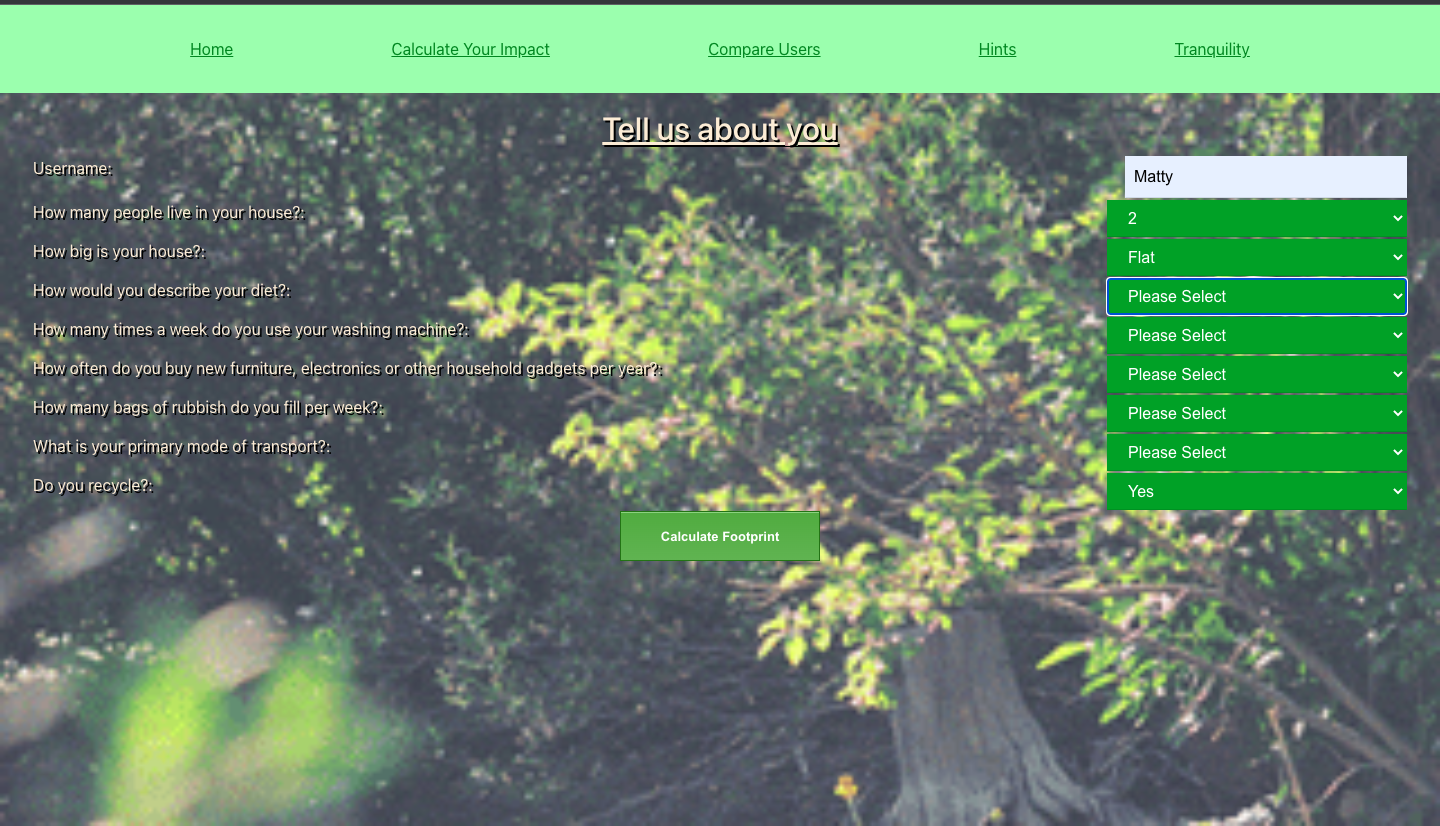 Home Calculate Your Impact Compare Users Hints Tranquility
Tell us about you
Username: Matty
How many people live in your house?: 2
How big is your house?: Flat
How would you describe your diet?: Please Select
How many times a week do you use your washing machine?: Please Select
How often do you buy new furniture, electronics or other household gadgets per year?: Please Select
How many bags of rubbish do you fill per week?: Please Select
What is your primary mode of transport?: Please Select
Do you recycle?: Yes
Calculate Footprint